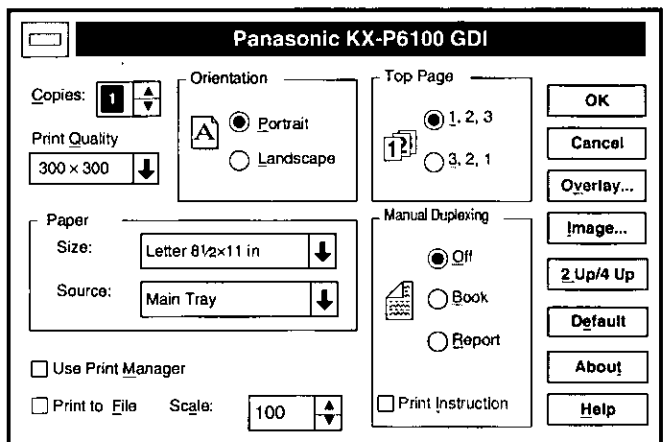 Panasonic KX-P6100 GDI
Copies: 1
Print Quality
300 × 300
Orientation
A
Portrait
Landscape
Top Page
1 2 3
1, 2, 3
3, 2, 1
Paper
Size: Letter 8½×11 in
Source: Main Tray
Manual Duplexing
Off
Book
Report
Print Instruction
Use Print Manager
Print to File Scale: 100
OK
Cancel
Overlay...
Image...
2 Up/4 Up
Default
About
Help